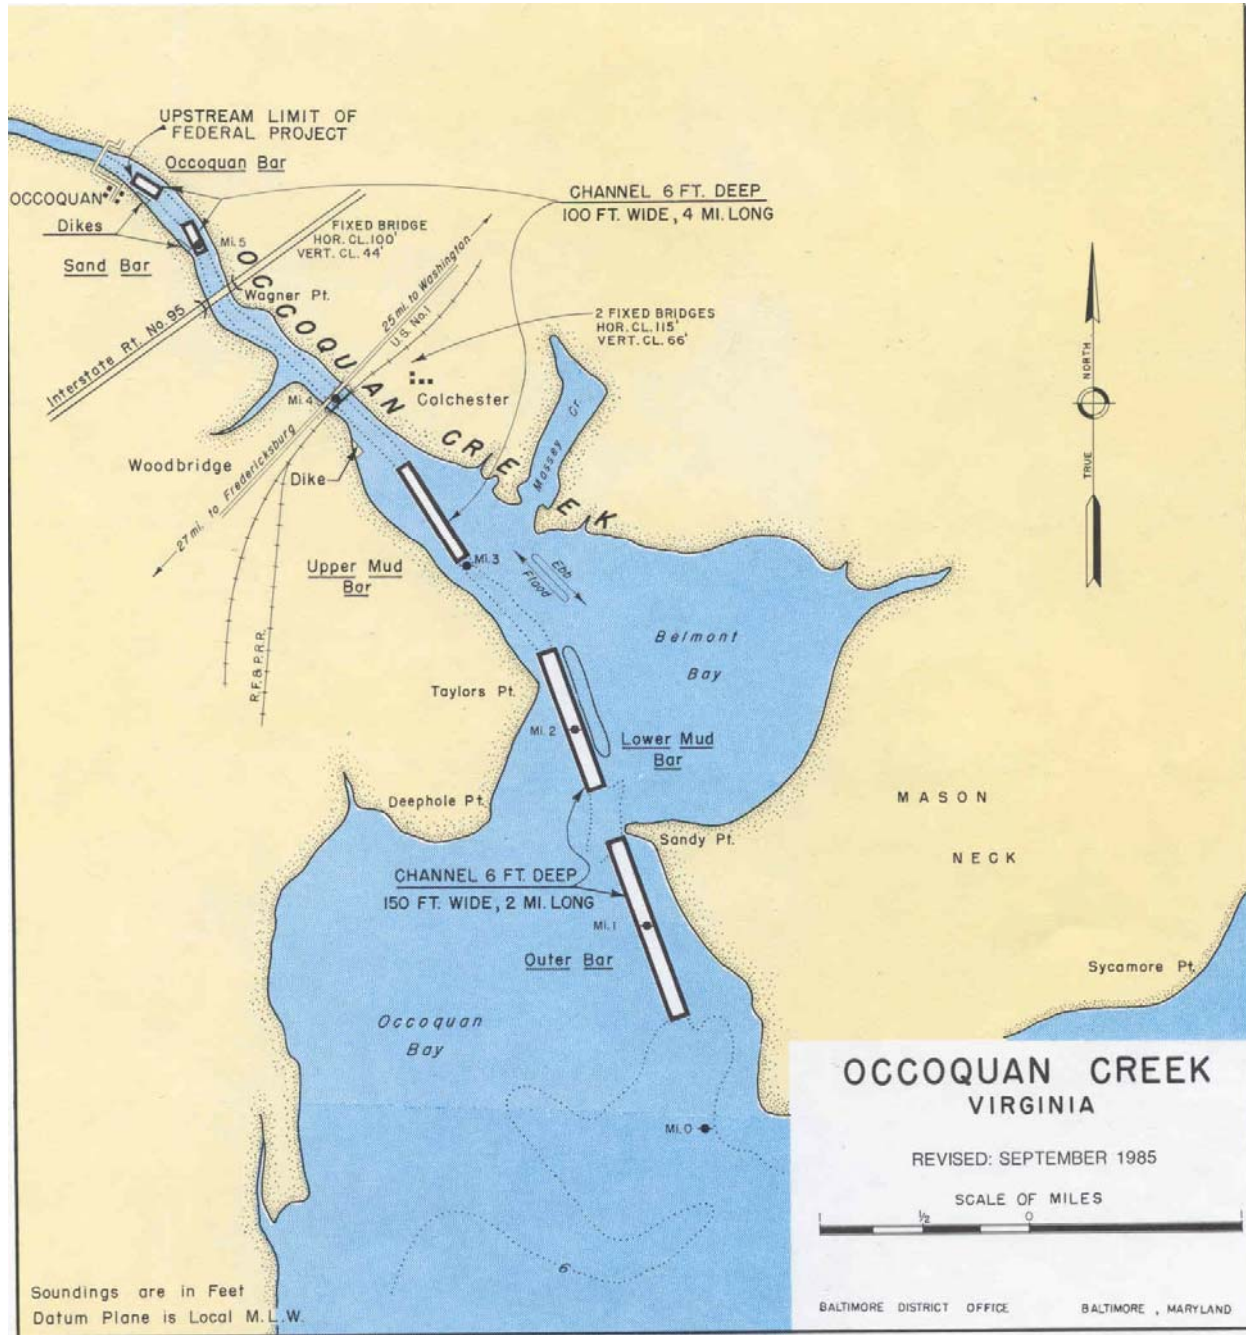 UPSTREAM LIMIT OF
FEDERAL PROJECT
Occoquan Bar
OCCOQUAN
Dikes
Sand Bar
Mi. 5
CHANNEL 6 FT. DEEP
100 FT. WIDE, 4 MI. LONG
FIXED BRIDGE
HOR. CL. 100'
VERT. CL. 44'
Wagner Pt.
Interstate Rt. No. 95
25 mi. to Washington
U.S. No. 1
2 FIXED BRIDGES
HOR. CL. 115'
VERT. CL. 66'
OCCOQUAN CREEK
Mi. 4
Colchester
Massey Cr
NORTH
TRUE
Woodbridge
27 mi. to Fredericksburg
Dike
Upper Mud
Bar
Mi. 3
Ebb
Flood
R.F. & P. R.R.
Belmont
Bay
Taylors Pt.
Mi. 2
Lower Mud
Bar
Deephole Pt.
Sandy Pt.
MASON
NECK
CHANNEL 6 FT. DEEP
150 FT. WIDE, 2 MI. LONG
Mi. 1
Outer Bar
Sycamore Pt.
Occoquan
Bay
Mi. 0
6
OCCOQUAN CREEK
VIRGINIA
REVISED: SEPTEMBER 1985
SCALE OF MILES
1 1/2 0 1
BALTIMORE DISTRICT OFFICE BALTIMORE, MARYLAND
Soundings are in Feet
Datum Plane is Local M.L.W.